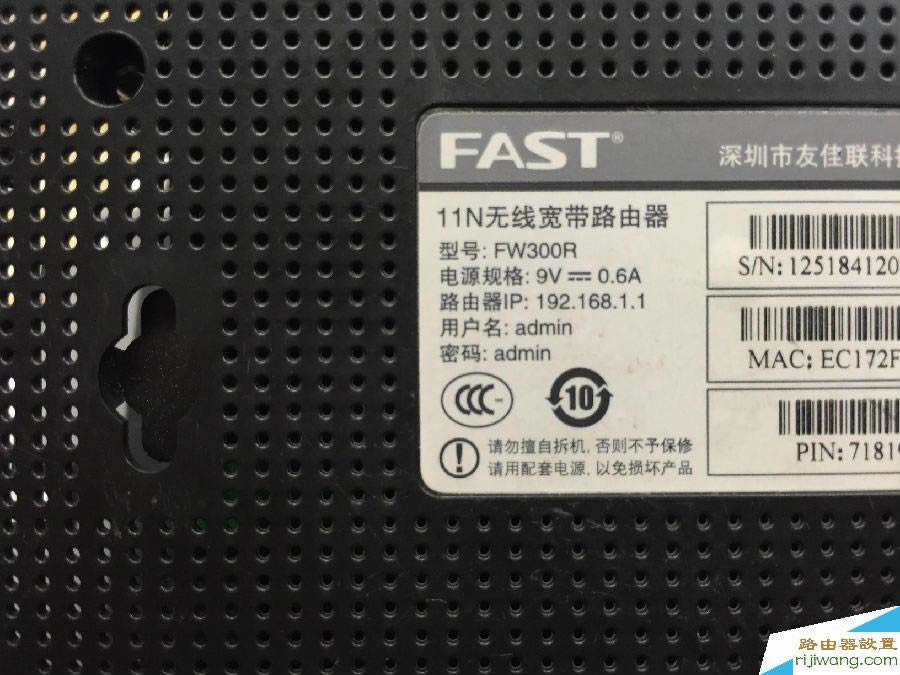 FAST®
深圳市友佳联科
11N无线宽带路由器
型号: FW300R
电源规格: 9V ⎓ 0.6A
路由器IP: 192.168.1.1
用户名: admin
密码: admin
CCC
10
请勿擅自拆机, 否则不予保修
请用配套电源, 以免损坏产品
S/N: 125184120
MAC: EC172F
PIN: 7181
路由器設置
rijiwang.com